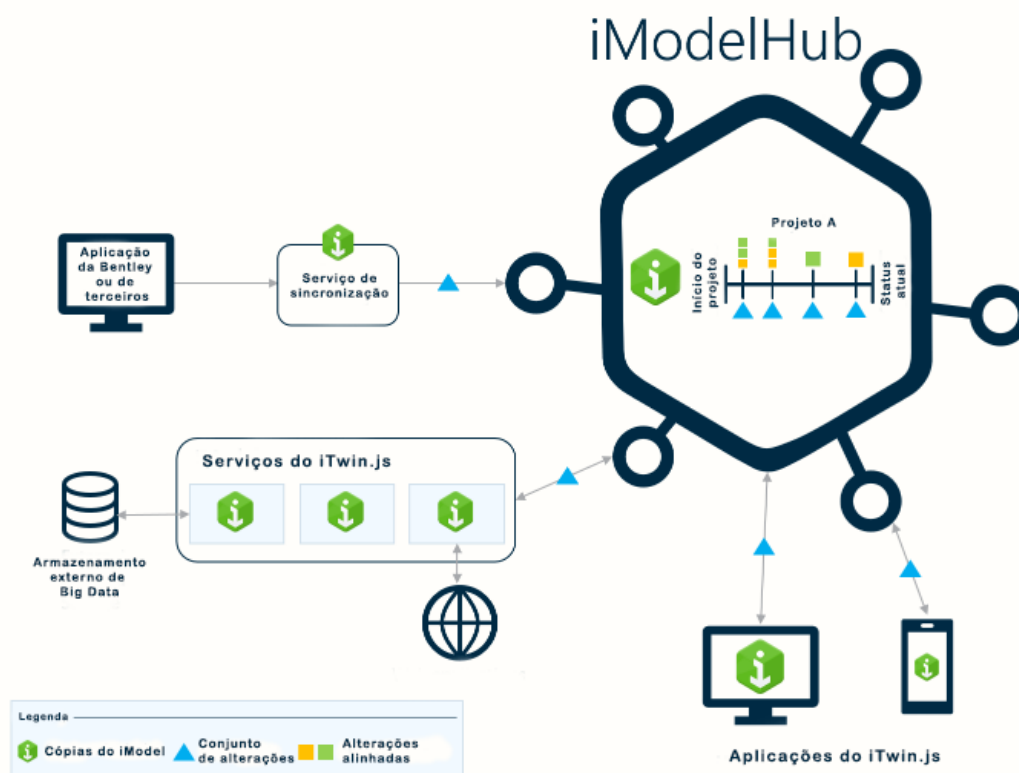 iModelHub
Projeto A
Início do
projeto
Status
atual
Aplicação
da Bentley
ou de
terceiros
Serviço de
sincronização
Serviços do iTwin.js
Armazenamento
externo de
Big Data
Aplicações do iTwin.js
Legenda
Cópias do iModel
Conjunto
de alterações
Alterações
alinhadas